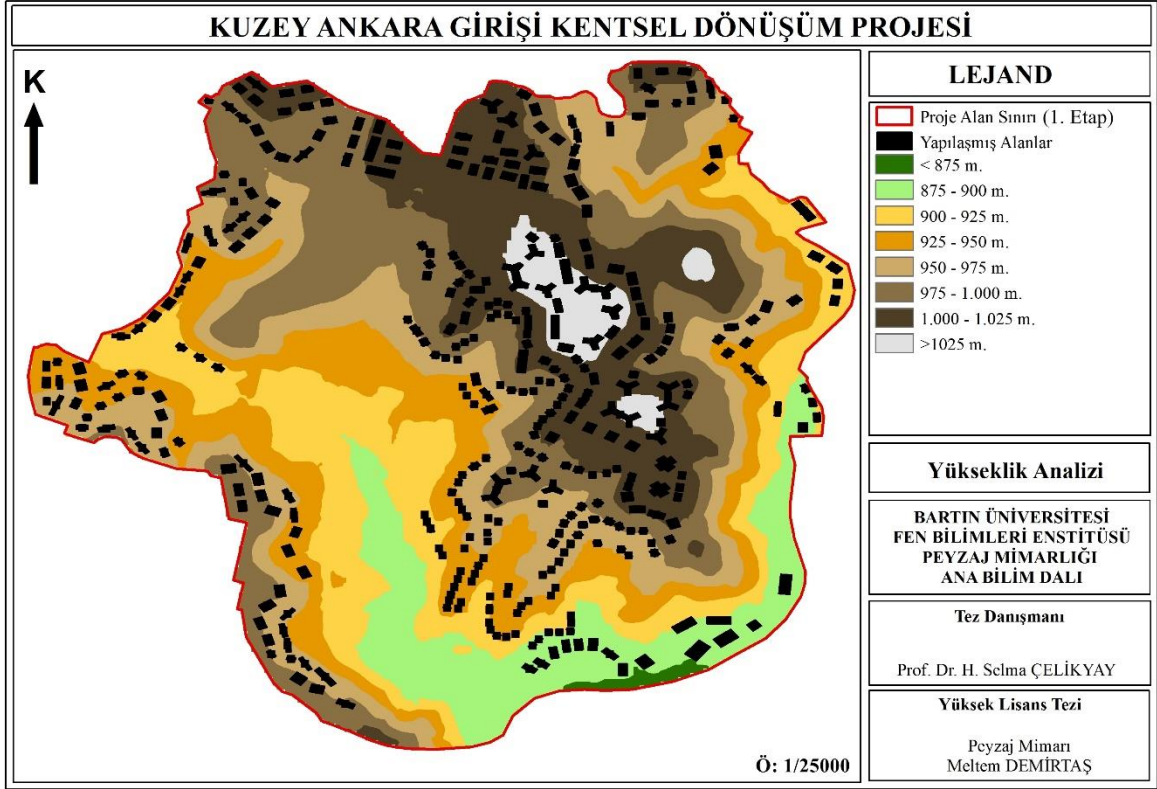 KUZEY ANKARA GİRİŞİ KENTSEL DÖNÜŞÜM PROJESİ
K
LEJAND
Proje Alan Sınırı (1. Etap)
Yapılaşmış Alanlar
< 875 m.
875 - 900 m.
900 - 925 m.
925 - 950 m.
950 - 975 m.
975 - 1.000 m.
1.000 - 1.025 m.
>1025 m.
Yükseklik Analizi
BARTIN ÜNİVERSİTESİ
FEN BİLİMLERİ ENSTİTÜSÜ
PEYZAJ MİMARLIĞI
ANA BİLİM DALI
Tez Danışmanı
Prof. Dr. H. Selma ÇELİKYAY
Yüksek Lisans Tezi
Peyzaj Mimarı
Meltem DEMİRTAŞ
Ö: 1/25000